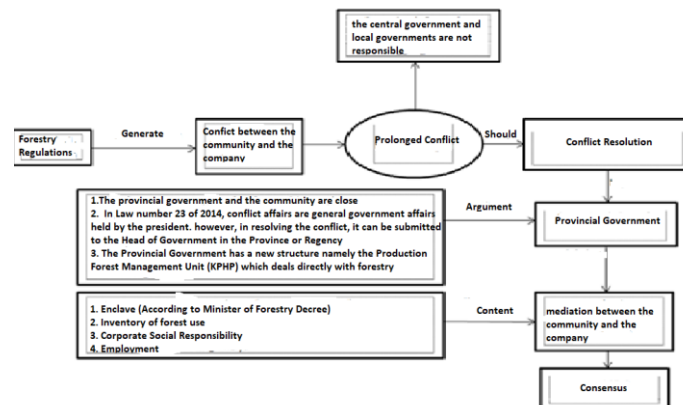 the central government and
local governments are not
responsible
Forestry
Regulations
Generate
Confict between the
community and the
company
Prolonged Conflict
Should
Conflict Resolution
1.The provincial government and the community are close
2. In Law number 23 of 2014, conflict affairs are general government affairs
held by the president. however, in resolving the conflict, it can be submitted
to the Head of Government in the Province or Regency
3. The Provincial Government has a new structure namely the Production
Forest Management Unit (KPHP) which deals directly with forestry
Argument
Provincial Government
1. Enclave (According to Minister of Forestry Decree)
2. Inventory of forest use
3. Corporate Social Responsibility
4. Employment
Content
mediation between the
community and the
company
Consensus